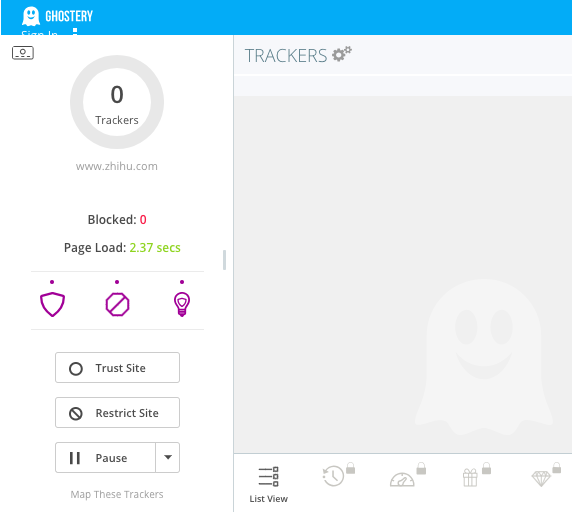 GHOSTERY
Sign In
0
Trackers
www.zhihu.com
Blocked: 0
Page Load: 2.37 secs
Trust Site
Restrict Site
Pause
Map These Trackers
TRACKERS
List View